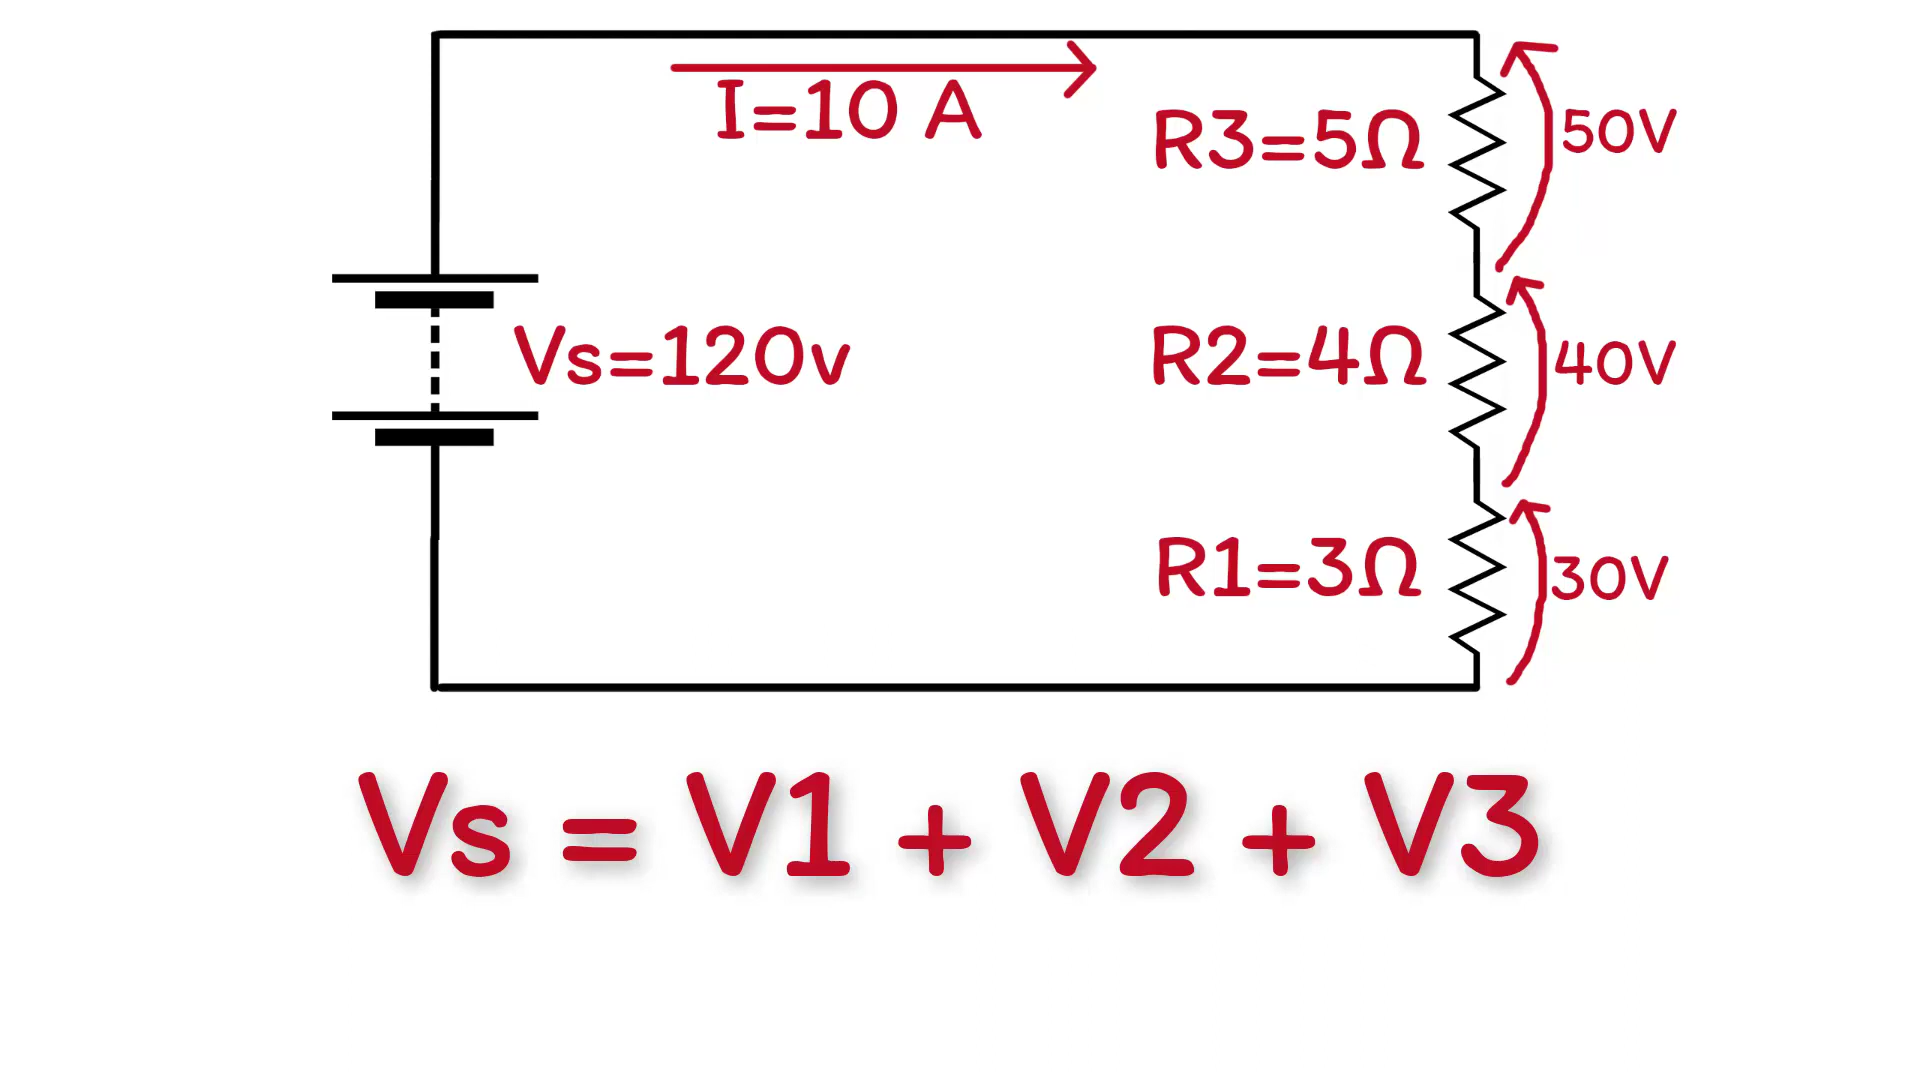 I=10 A
R3=5Ω
50V
Vs=120v
R2=4Ω
40V
R1=3Ω
30V
Vs = V1 + V2 + V3